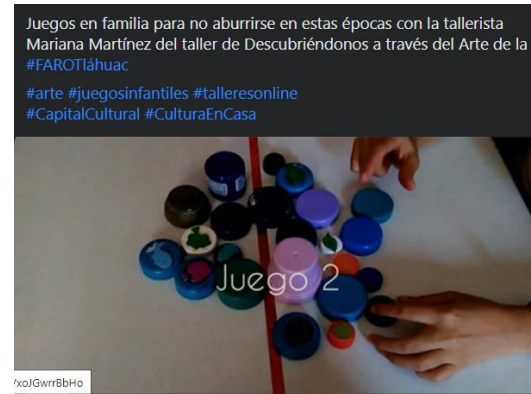 Juegos en familia para no aburrirse en estas épocas con la tallerista
Mariana Martínez del taller de Descubriéndonos a través del Arte de la
#FAROTláhuac
#arte #juegosinfantiles #talleresonline
#CapitalCultural #CulturaEnCasa
Juego 2
/xoJGwrrBbHo